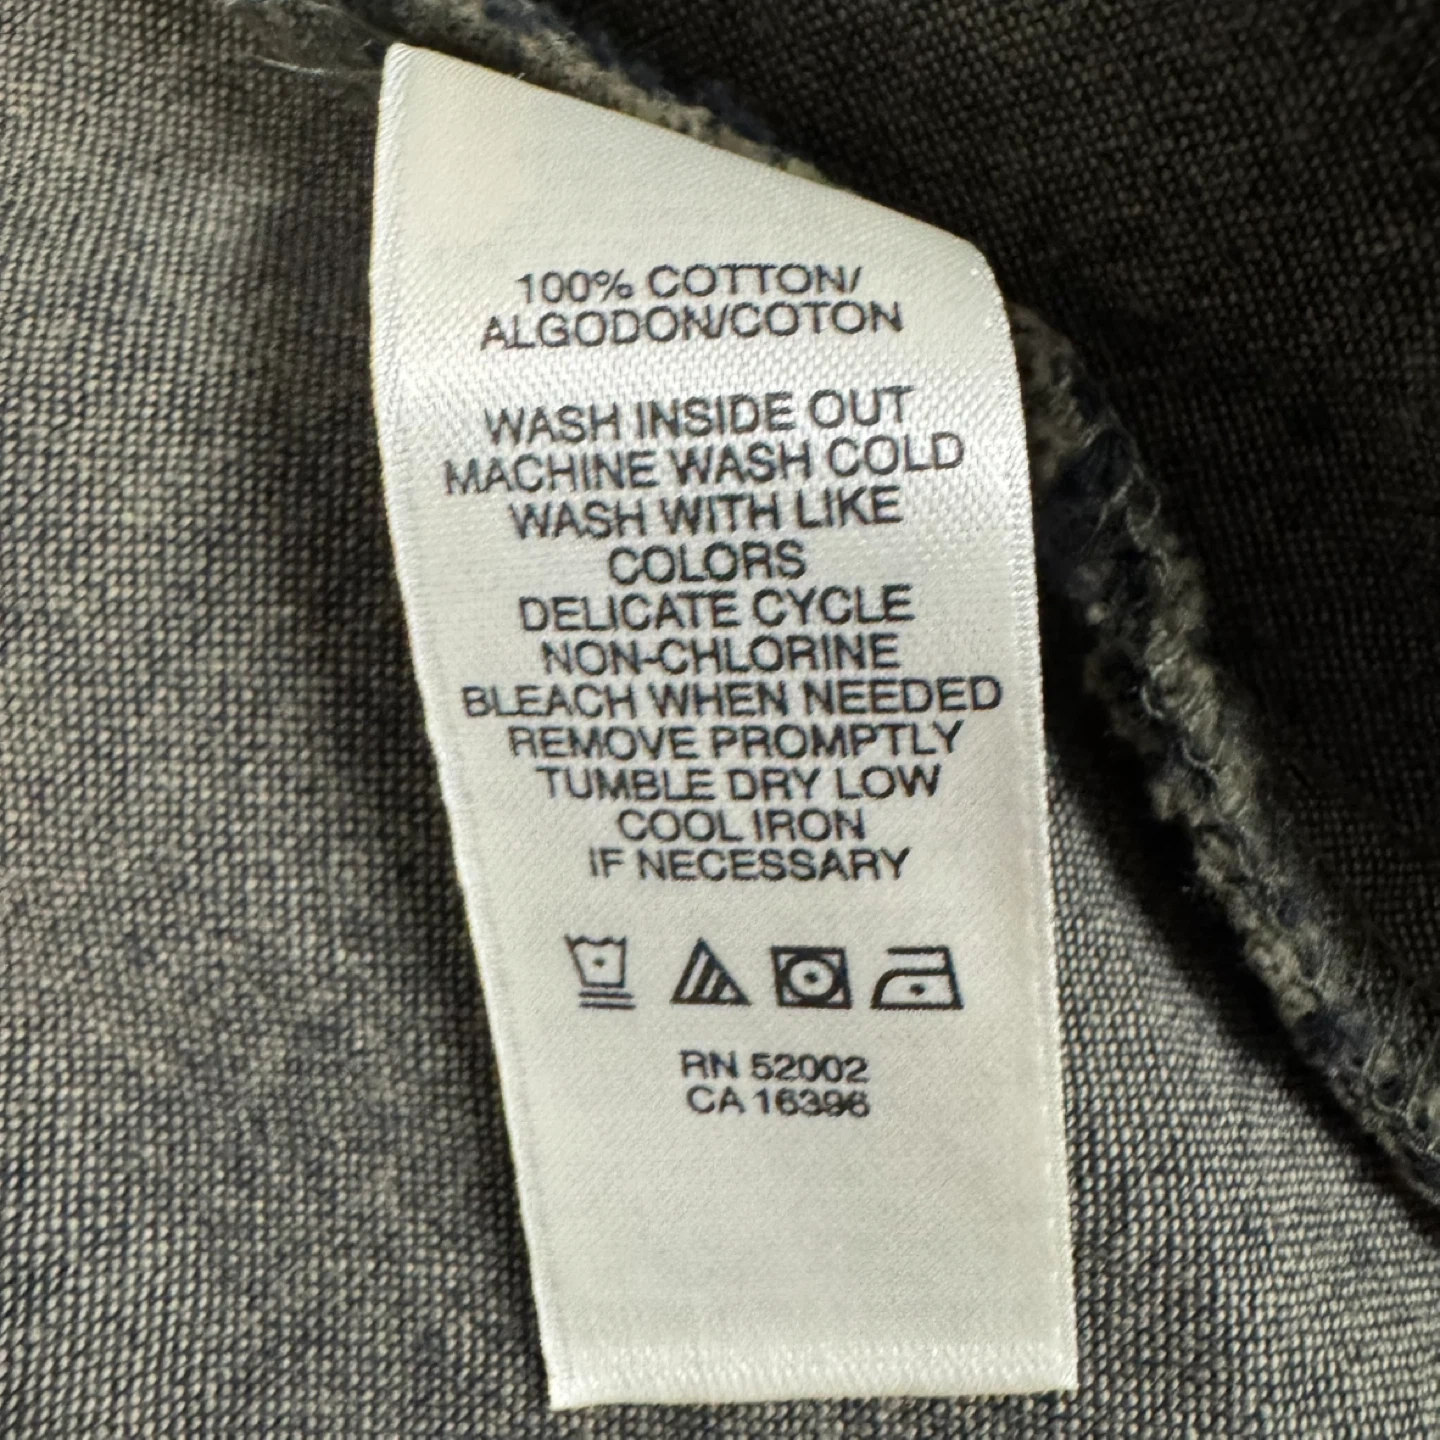 100% COTTON/
ALGODON/COTON
WASH INSIDE OUT
MACHINE WASH COLD
WASH WITH LIKE
COLORS
DELICATE CYCLE
NON-CHLORINE
BLEACH WHEN NEEDED
REMOVE PROMPTLY
TUMBLE DRY LOW
COOL IRON
IF NECESSARY
RN 52002
CA 16396